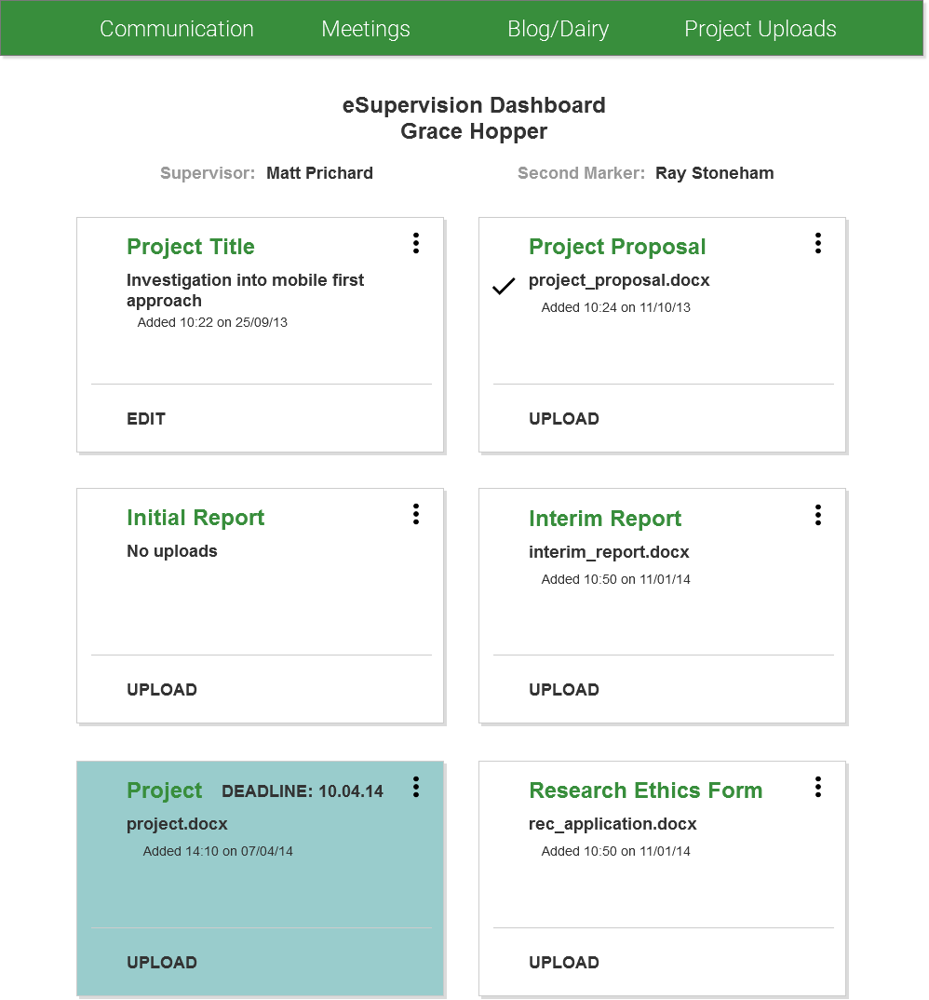 Communication Meetings Blog/Dairy Project Uploads
eSupervision Dashboard
Grace Hopper
Supervisor: Matt Prichard
Second Marker: Ray Stoneham
Project Title
Investigation into mobile first
approach
Added 10:22 on 25/09/13
EDIT
Project Proposal
project_proposal.docx
Added 10:24 on 11/10/13
UPLOAD
Initial Report
No uploads
UPLOAD
Interim Report
interim_report.docx
Added 10:50 on 11/01/14
UPLOAD
Project DEADLINE: 10.04.14
project.docx
Added 14:10 on 07/04/14
UPLOAD
Research Ethics Form
rec_application.docx
Added 10:50 on 11/01/14
UPLOAD